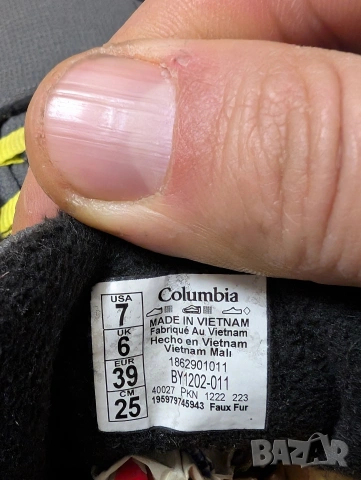 USA
7
UK
6
EUR
39
CM
25
Columbia
MADE IN VIETNAM
Fabriqué Au Vietnam
Hecho en Vietnam
Vietnam Malı
1862901011
BY1202-011
40027 PKN 1222 223
195979745943 Faux Fur
BAZAR